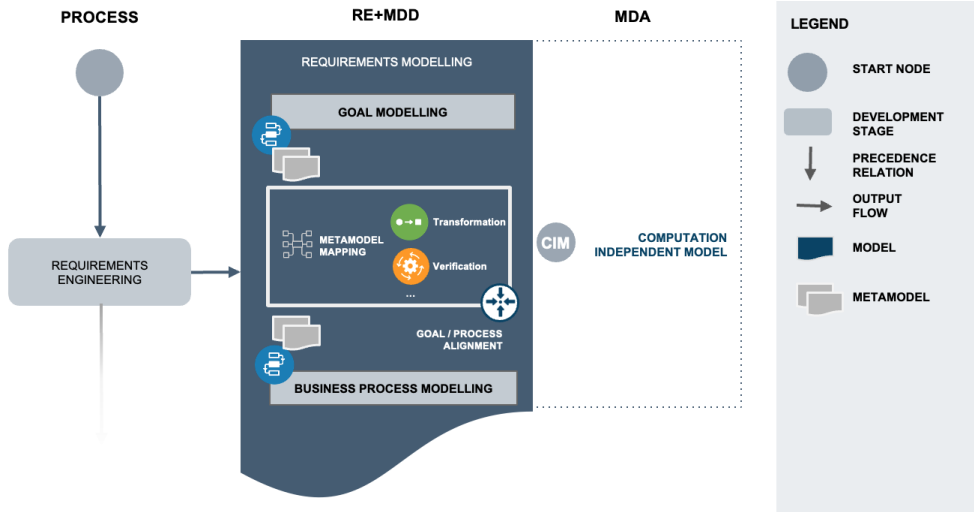 PROCESS
RE+MDD
MDA
LEGEND
REQUIREMENTS MODELLING
START NODE
GOAL MODELLING
DEVELOPMENT
STAGE
PRECEDENCE
RELATION
OUTPUT
FLOW
Transformation
METAMODEL
MAPPING
CIM
COMPUTATION
INDEPENDENT MODEL
MODEL
REQUIREMENTS
ENGINEERING
Verification
...
METAMODEL
GOAL / PROCESS
ALIGNMENT
BUSINESS PROCESS MODELLING